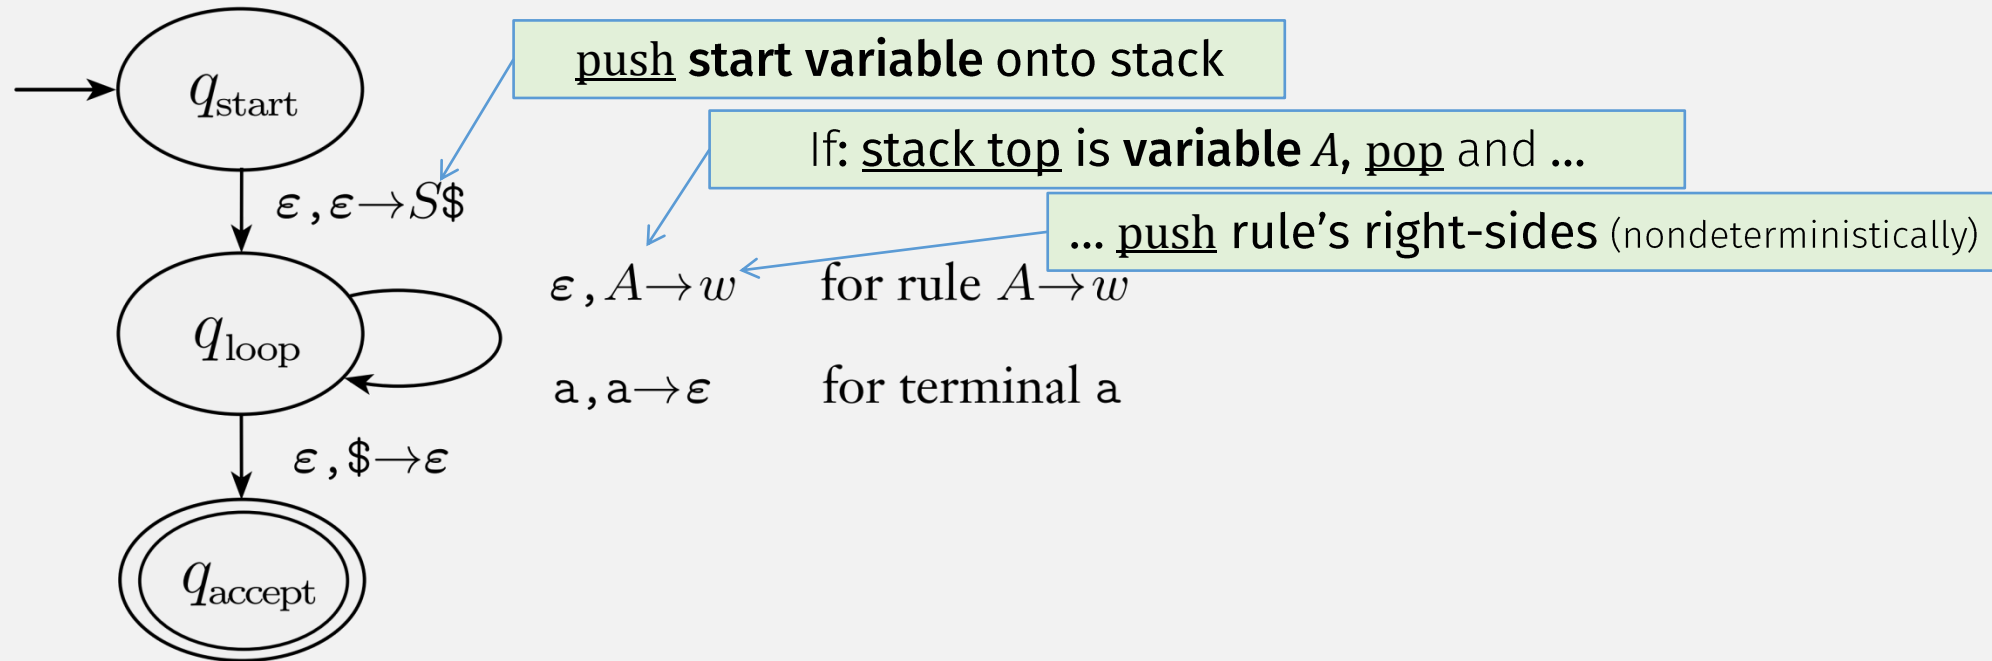 q_start
push start variable onto stack
If: stack top is variable A, pop and ...
ε,ε→S$
... push rule's right-sides (nondeterministically)
ε,A→w for rule A→w
q_loop
a,a→ε for terminal a
ε,$→ε
q_accept